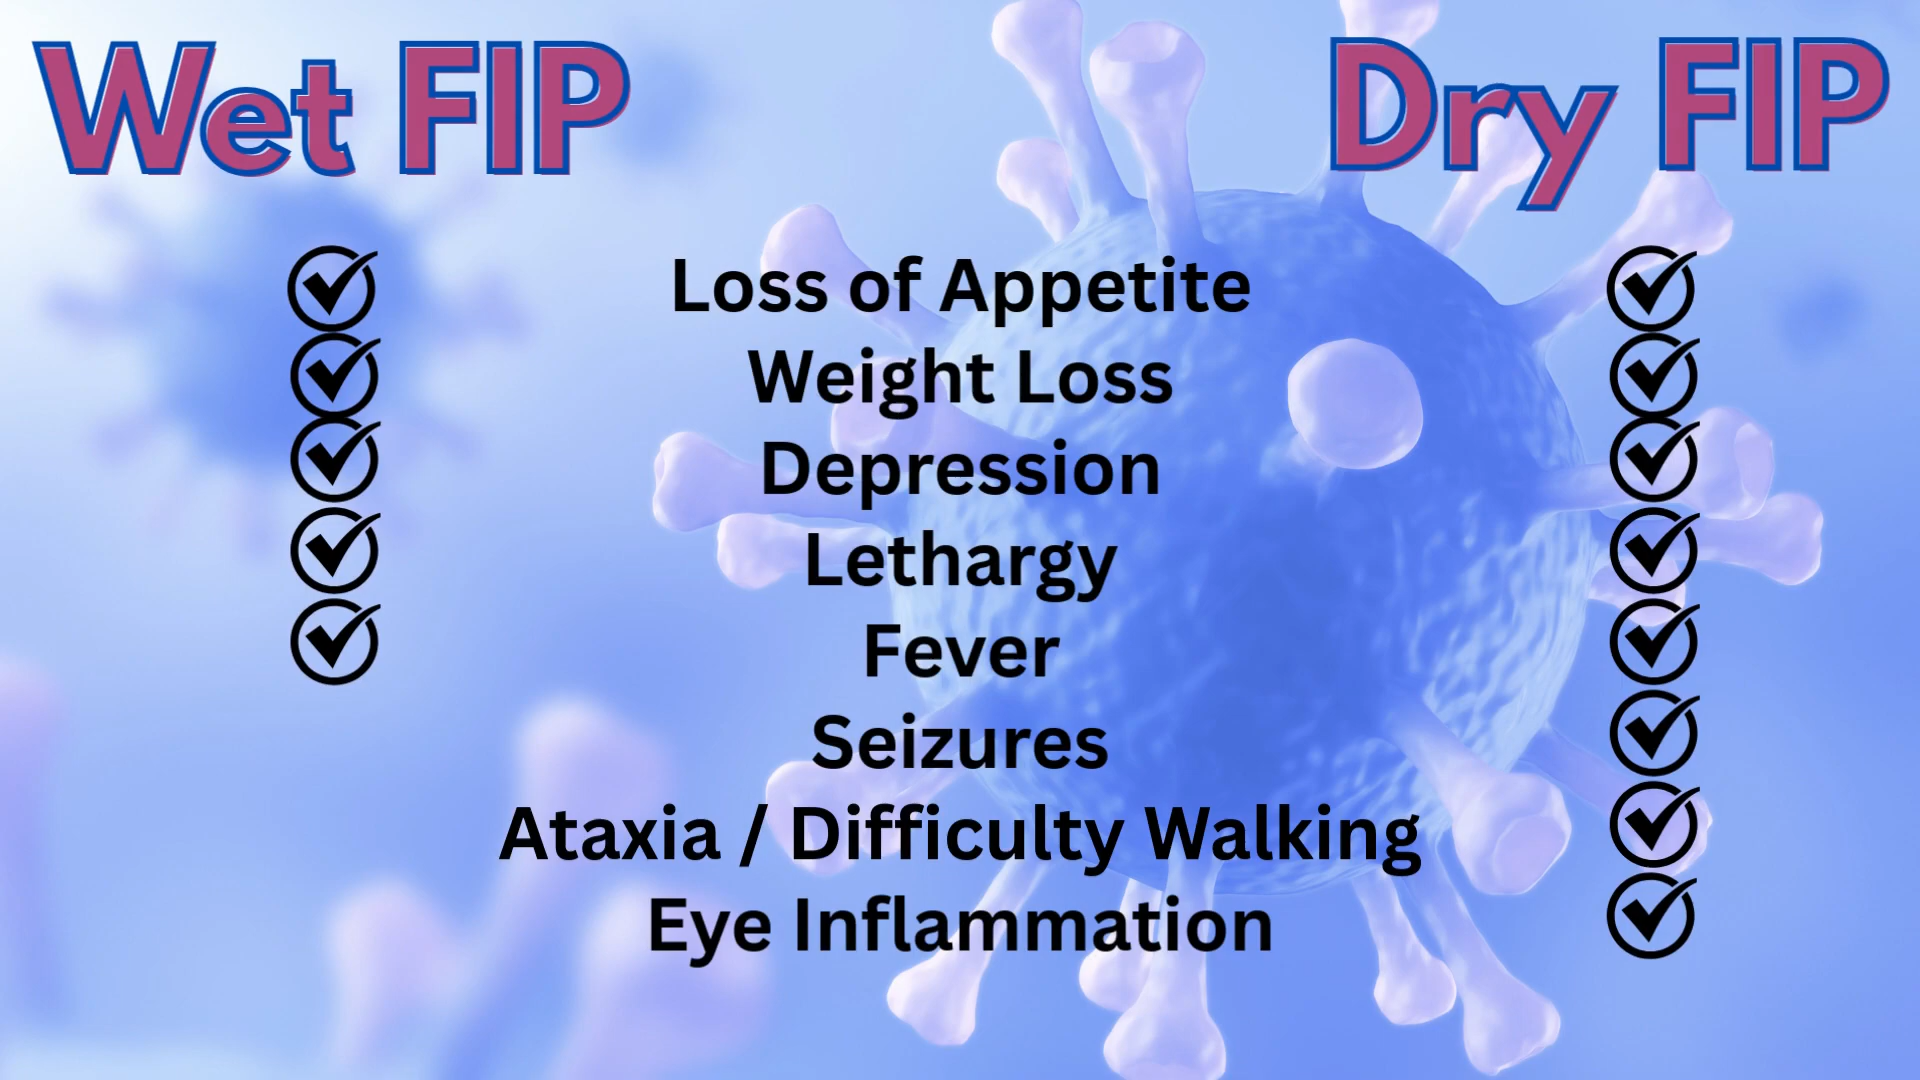 Wet FIP
Dry FIP
Loss of Appetite
Weight Loss
Depression
Lethargy
Fever
Seizures
Ataxia / Difficulty Walking
Eye Inflammation